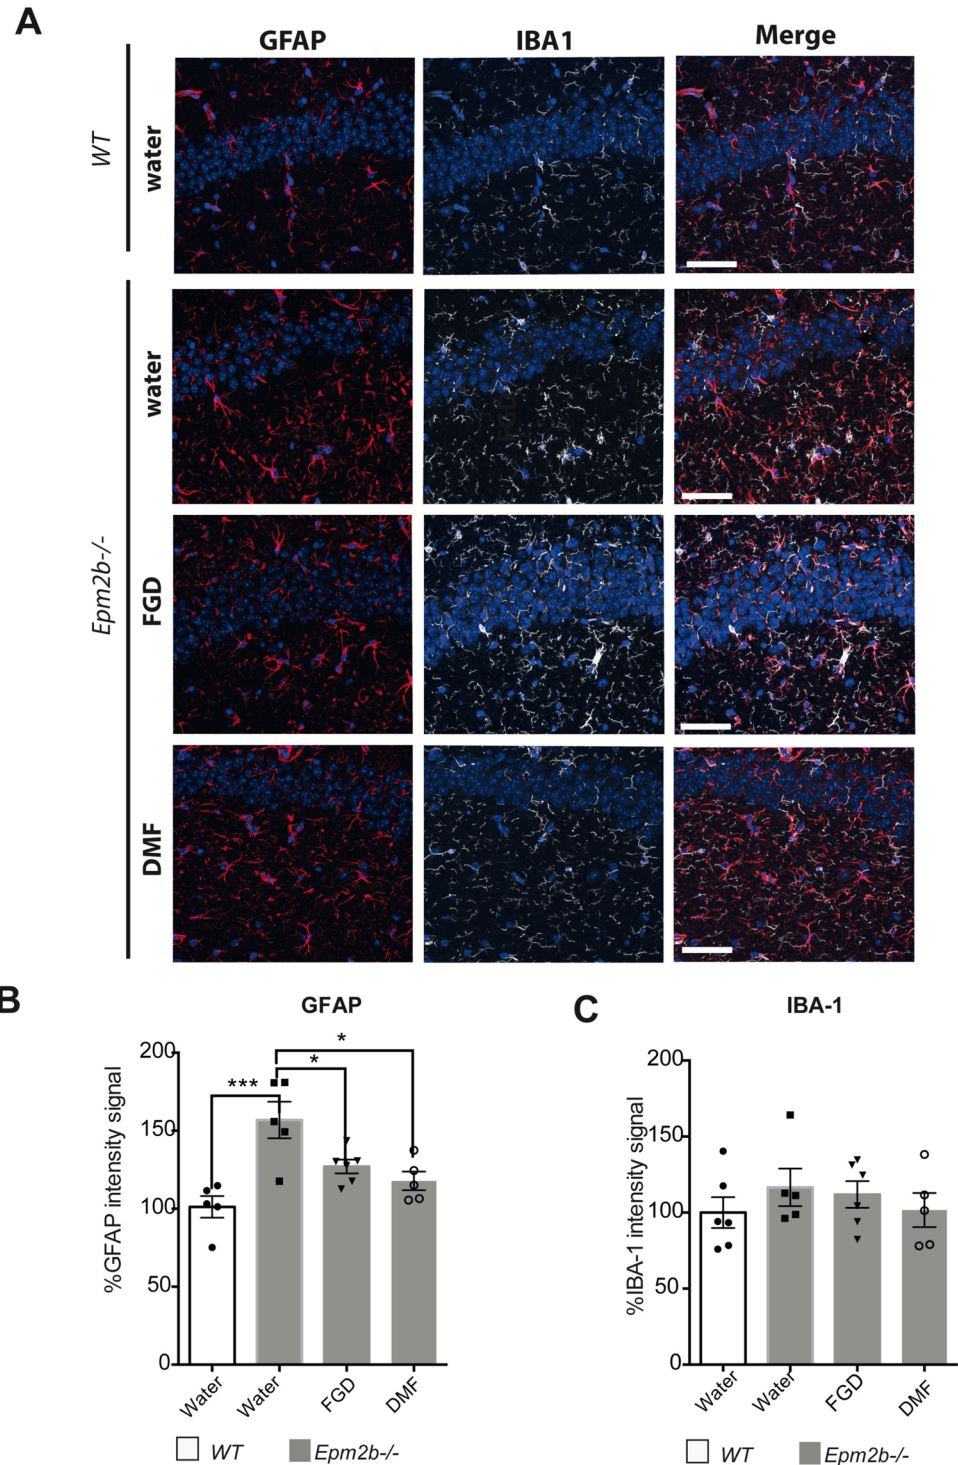 A
GFAP
IBA1
Merge
WT
water
Epm2b-/-
water
FGD
DMF
B
GFAP
%GFAP intensity signal
200
150
100
50
0
***
*
*
Water
Water
FGD
DMF
WT
Epm2b-/-
C
IBA-1
%IBA-1 intensity signal
200
150
100
50
0
Water
Water
FGD
DMF
WT
Epm2b-/-